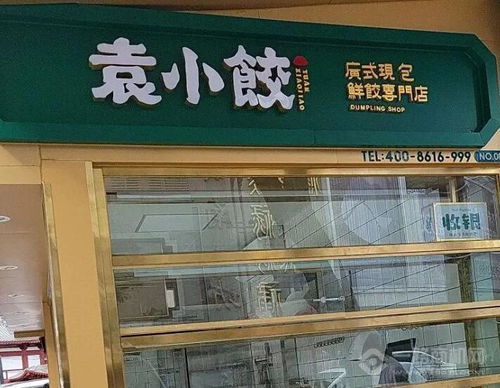 袁小餃
YUAN
XIAOJIAO
廣式現包
鮮餃専門店
DUMPLING SHOP
TEL:400-8616-999
收銀